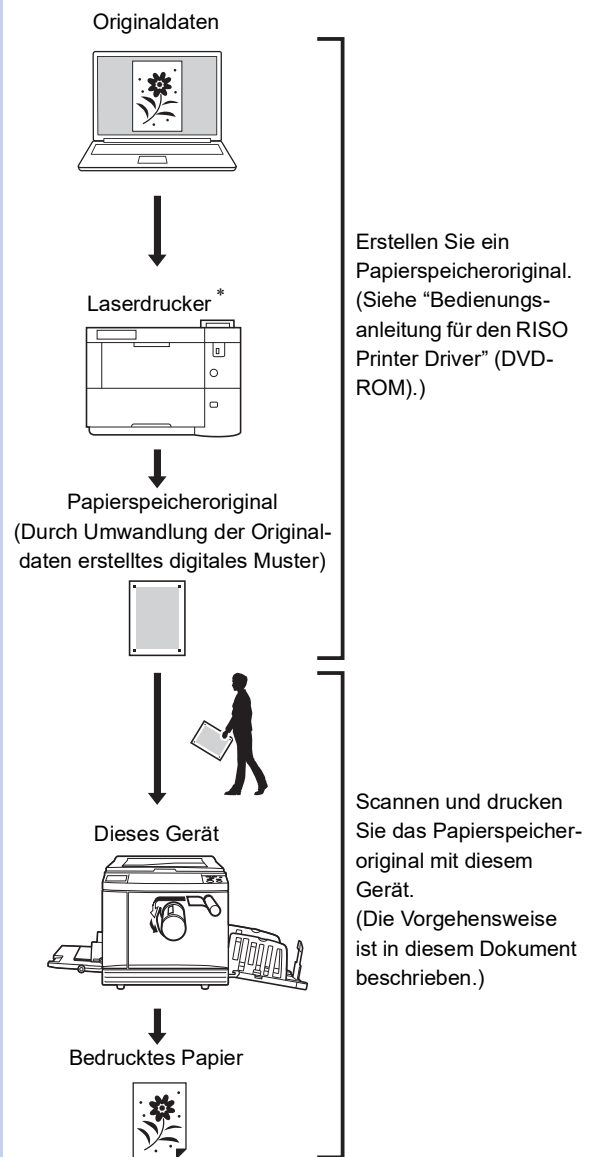 Originaldaten
Laserdrucker *
Papierspeicheroriginal
(Durch Umwandlung der Original-
daten erstelltes digitales Muster)
Erstellen Sie ein
Papierspeicheroriginal.
(Siehe “Bedienungs-
anleitung für den RISO
Printer Driver” (DVD-
ROM).)
Dieses Gerät
Bedrucktes Papier
Scannen und drucken
Sie das Papierspeicher-
original mit diesem
Gerät.
(Die Vorgehensweise
ist in diesem Dokument
beschrieben.)